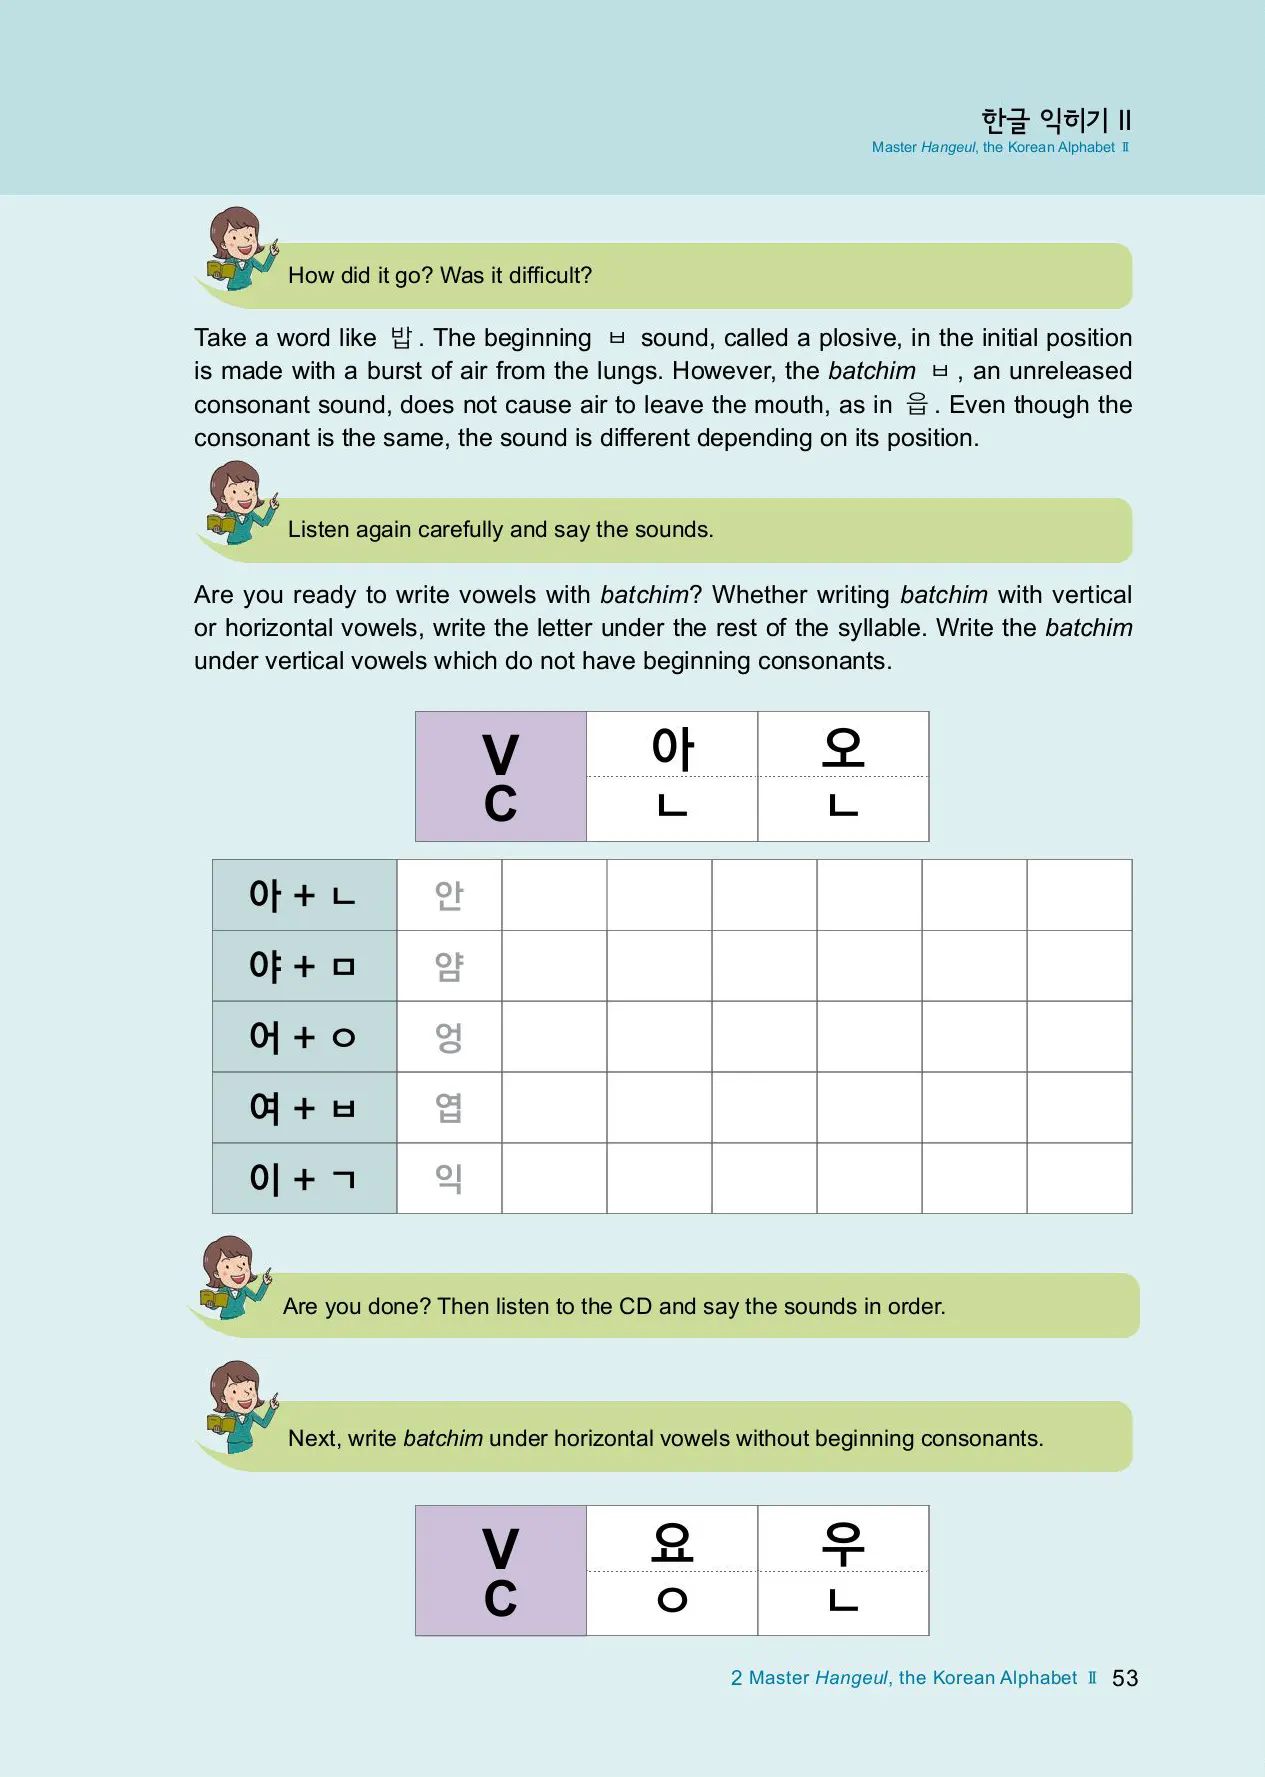 한글 익히기 II
Master Hangeul, the Korean Alphabet Ⅱ
How did it go? Was it difficult?
Take a word like 밥. The beginning ㅂ sound, called a plosive, in the initial position
is made with a burst of air from the lungs. However, the batchim ㅂ, an unreleased
consonant sound, does not cause air to leave the mouth, as in 읍. Even though the
consonant is the same, the sound is different depending on its position.
Listen again carefully and say the sounds.
Are you ready to write vowels with batchim? Whether writing batchim with vertical
or horizontal vowels, write the letter under the rest of the syllable. Write the batchim
under vertical vowels which do not have beginning consonants.
V 아 오
C ㄴ ㄴ
아 + ㄴ 안
야 + ㅁ 얌
어 + ㅇ 엉
여 + ㅂ 엽
이 + ㄱ 익
Are you done? Then listen to the CD and say the sounds in order.
Next, write batchim under horizontal vowels without beginning consonants.
V 요 우
C ㅇ ㄴ
2 Master Hangeul, the Korean Alphabet Ⅱ 53